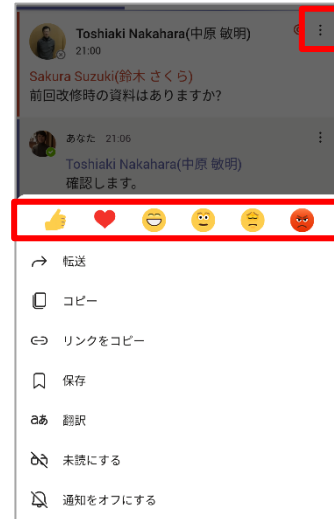 Toshiaki Nakahara(中原 敏明)
21:00
Sakura Suzuki(鈴木 さくら)
前回改修時の資料はありますか?
あなた 21:06
Toshiaki Nakahara(中原 敏明)
確認します。
転送
コピー
リンクをコピー
保存
aあ 翻訳
未読にする
通知をオフにする